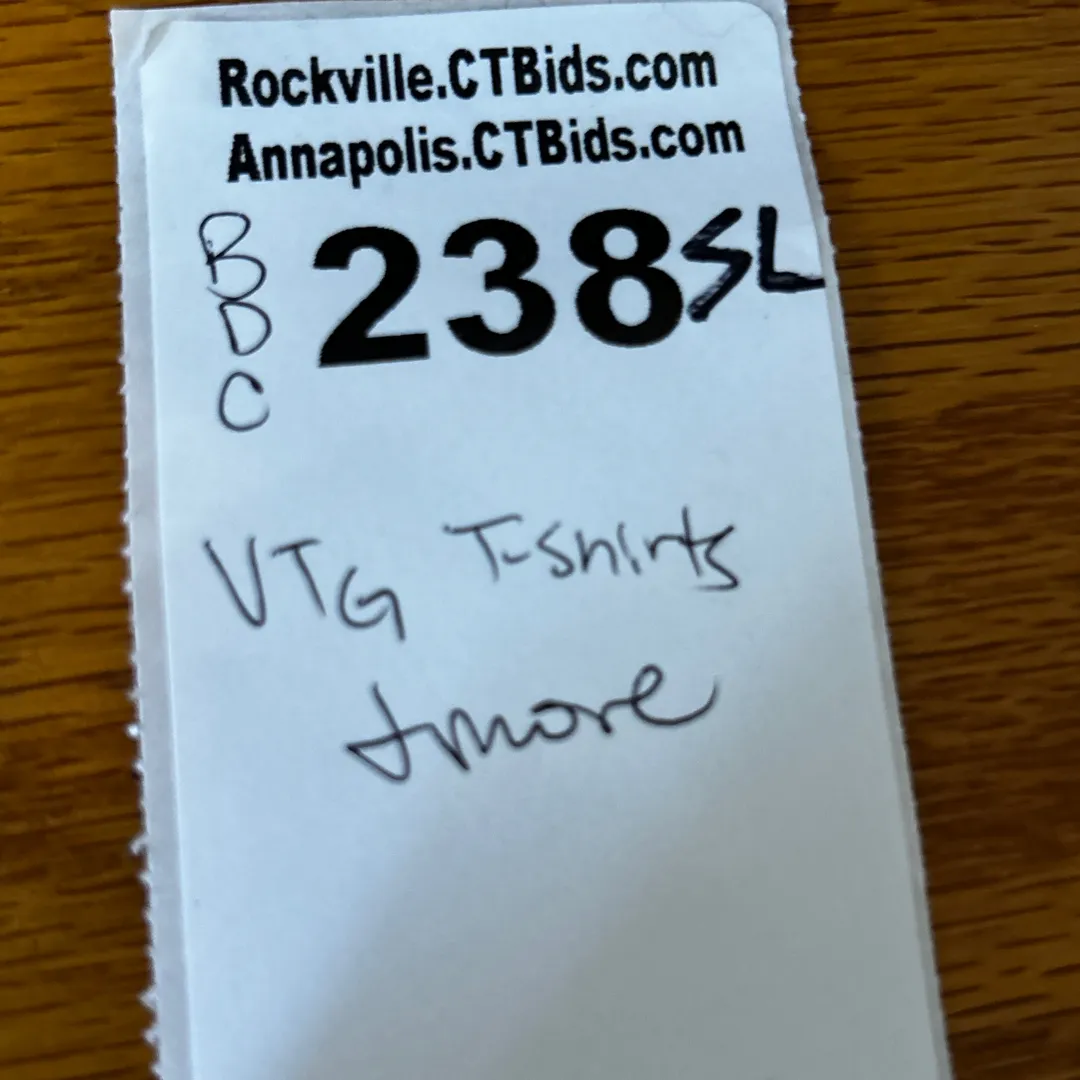 Rockville.CTBids.com
Annapolis.CTBids.com
B
D
C
238SL
VTG T-shirts
+more